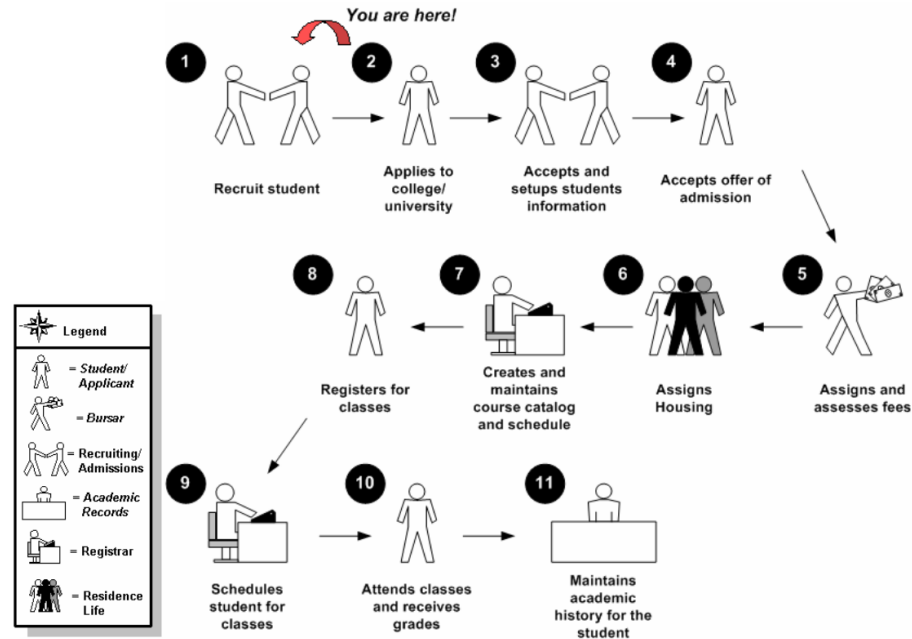 You are here!
1
2
3
4
Recruit student
Applies to
college/
university
Accepts and
setups students
information
Accepts offer of
admission
8
7
6
5
Registers for
classes
Creates and
maintains
course catalog
and schedule
Assigns
Housing
Assigns and
assesses fees
9
10
11
Schedules
student for
classes
Attends classes
and receives
grades
Maintains
academic
history for the
student
Legend
= Student/
Applicant
= Bursar
= Recruiting/
Admissions
= Academic
Records
= Registrar
= Residence
Life